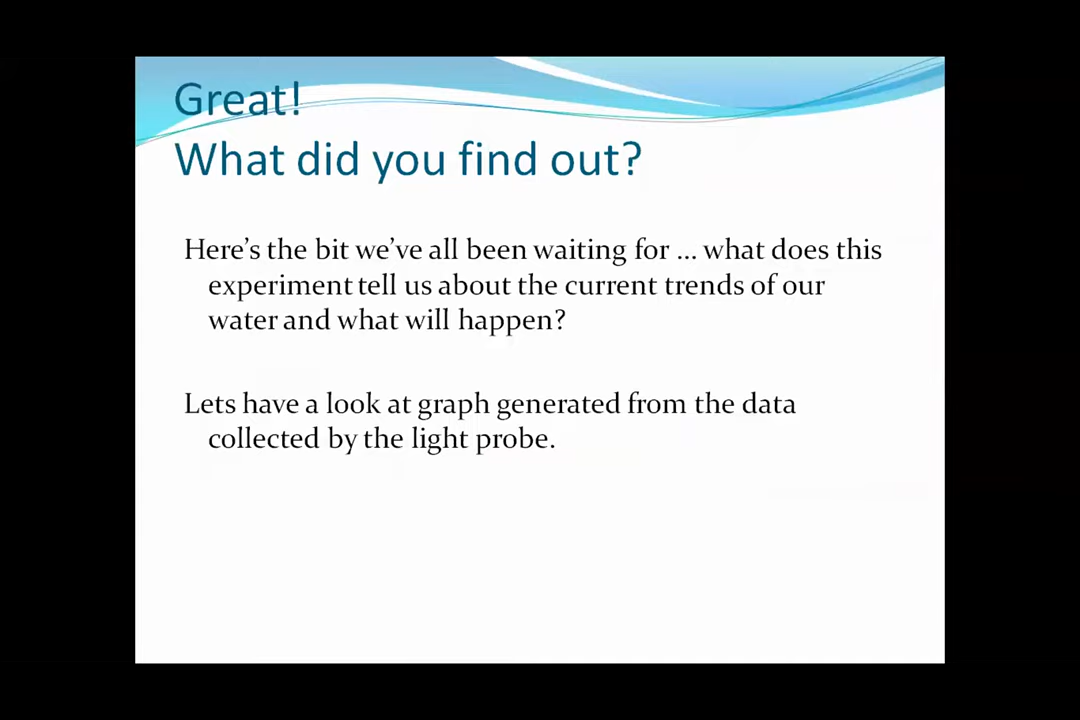 Great!
What did you find out?
Here’s the bit we’ve all been waiting for ... what does this
experiment tell us about the current trends of our
water and what will happen?
Lets have a look at graph generated from the data
collected by the light probe.